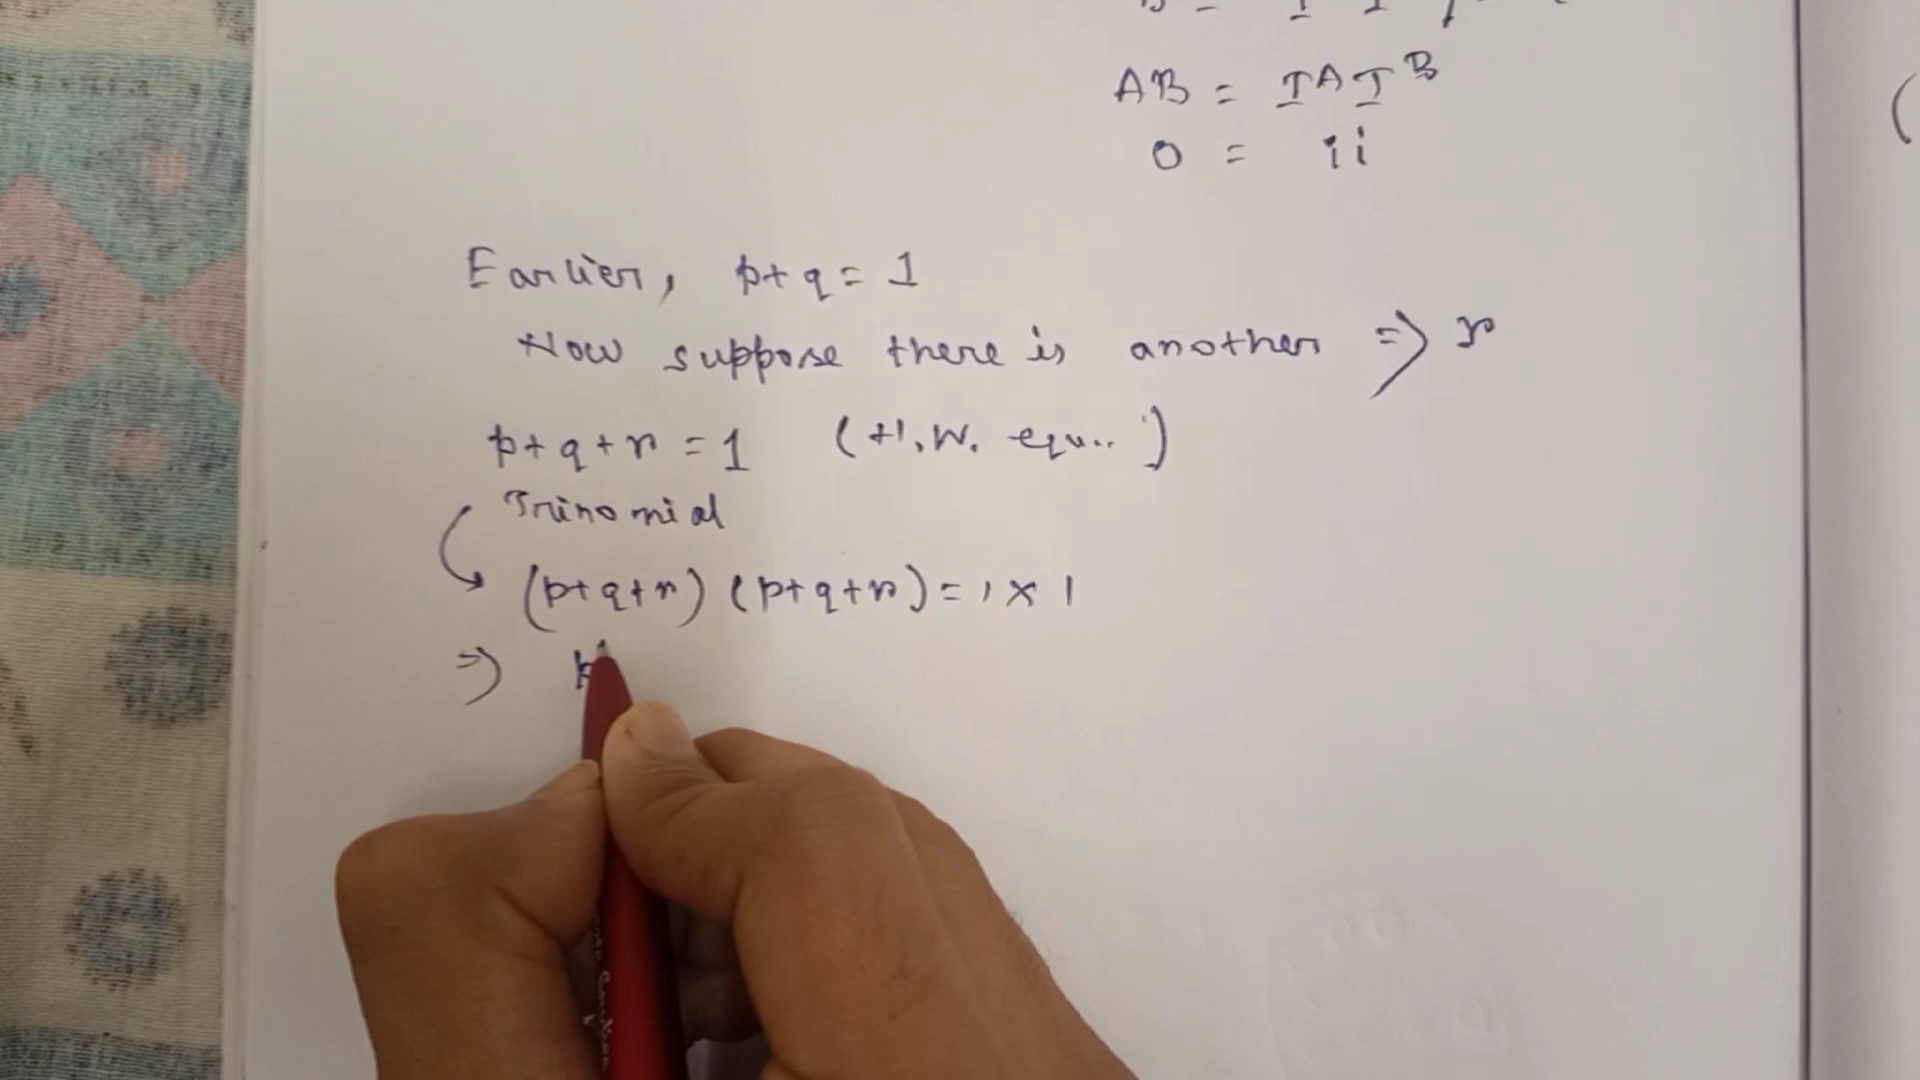 AB = I^A I^B
O = ii
Earlier, p+q=1
Now suppose there is another => r
p+q+r=1 (H.W. equ..)
Trinomial
(p+q+r)(p+q+r)=1×1
=> p